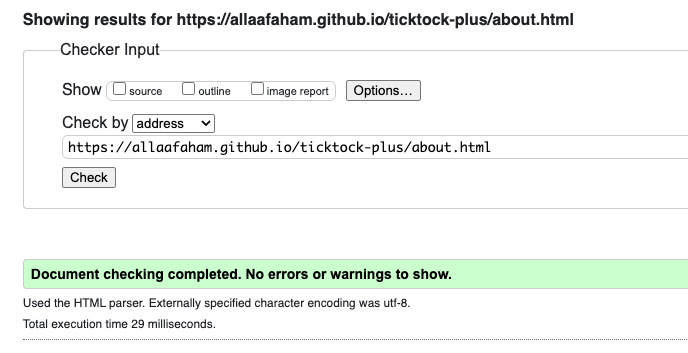 Showing results for https://allaafaham.github.io/ticktock-plus/about.html
Checker Input
Show source outline image report Options...
Check by address
https://allaafaham.github.io/ticktock-plus/about.html
Check
Document checking completed. No errors or warnings to show.
Used the HTML parser. Externally specified character encoding was utf-8.
Total execution time 29 milliseconds.